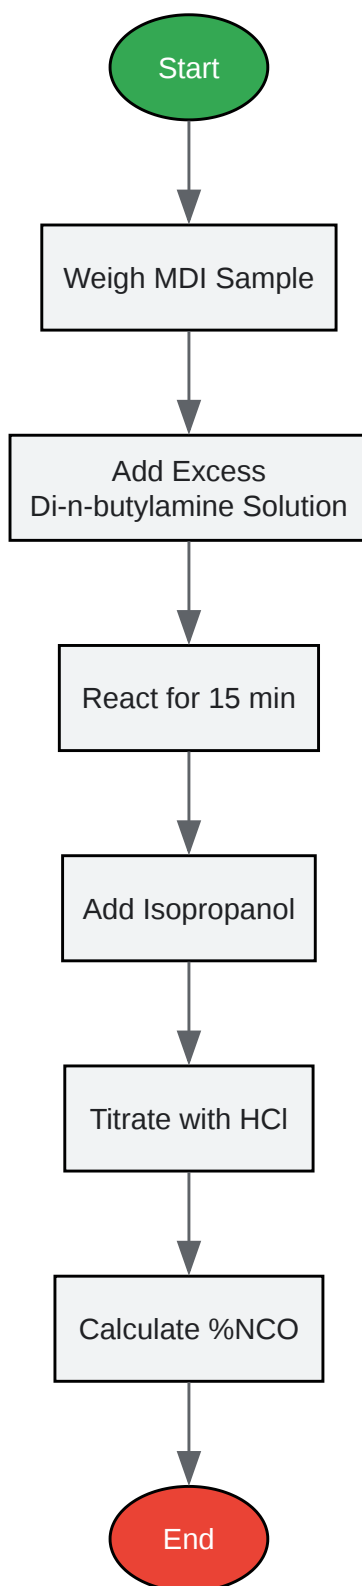 Start
Weigh MDI Sample
Add Excess
Di-n-butylamine Solution
React for 15 min
Add Isopropanol
Titrate with HCl
Calculate %NCO
End